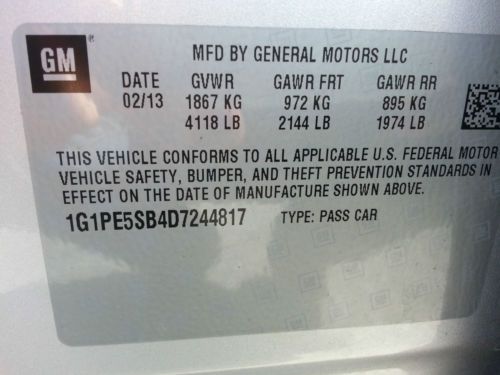 GM ® MFD BY GENERAL MOTORS LLC
DATE GVWR GAWR FRT GAWR RR
02/13 1867 KG 972 KG 895 KG
4118 LB 2144 LB 1974 LB
THIS VEHICLE CONFORMS TO ALL APPLICABLE U.S. FEDERAL MOTOR
VEHICLE SAFETY, BUMPER, AND THEFT PREVENTION STANDARDS IN
EFFECT ON THE DATE OF MANUFACTURE SHOWN ABOVE.
1G1PE5SB4D7244817 TYPE: PASS CAR